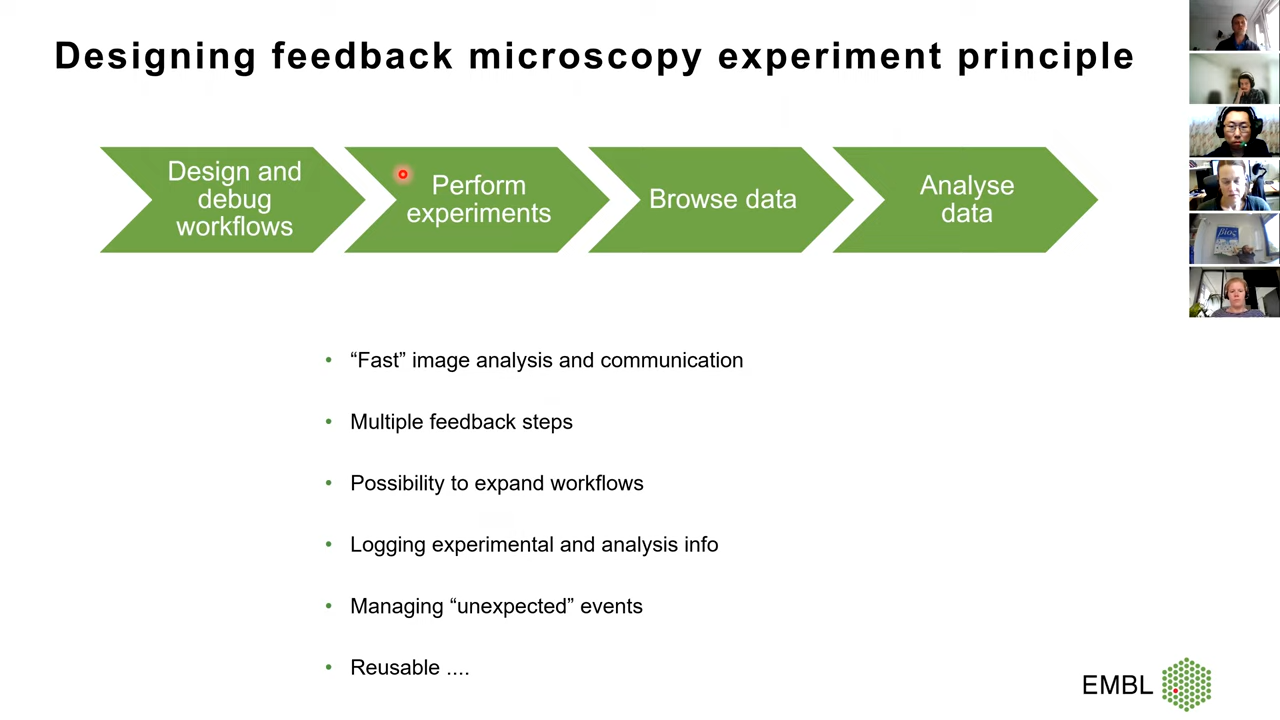 Designing feedback microscopy experiment principle
Design and
debug
workflows
Perform
experiments
Browse data
Analyse
data
• “Fast” image analysis and communication
• Multiple feedback steps
• Possibility to expand workflows
• Logging experimental and analysis info
• Managing “unexpected” events
• Reusable ....
EMBL
βίος